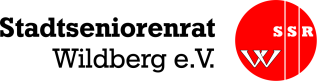 Stadtseniorenrat
Wildberg e.V.
SSR
W